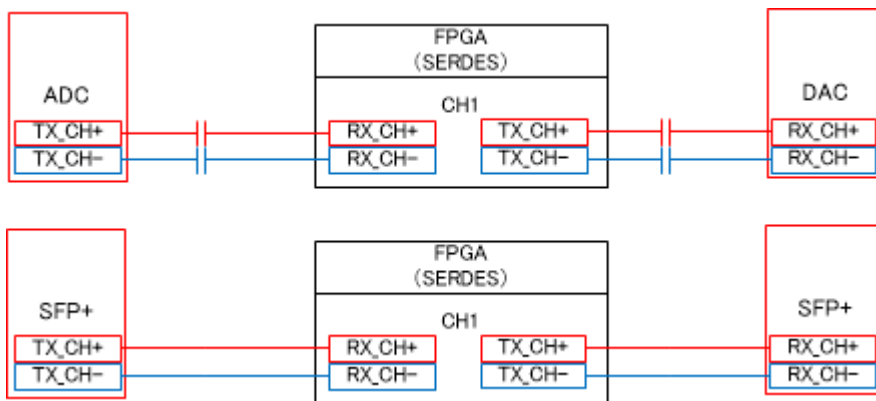 FPGA
(SERDES)
ADC
CH1
DAC
TX_CH+
RX_CH+
TX_CH+
RX_CH+
TX_CH-
RX_CH-
TX_CH-
RX_CH-
FPGA
(SERDES)
SFP+
CH1
SFP+
TX_CH+
RX_CH+
TX_CH+
RX_CH+
TX_CH-
RX_CH-
TX_CH-
RX_CH-